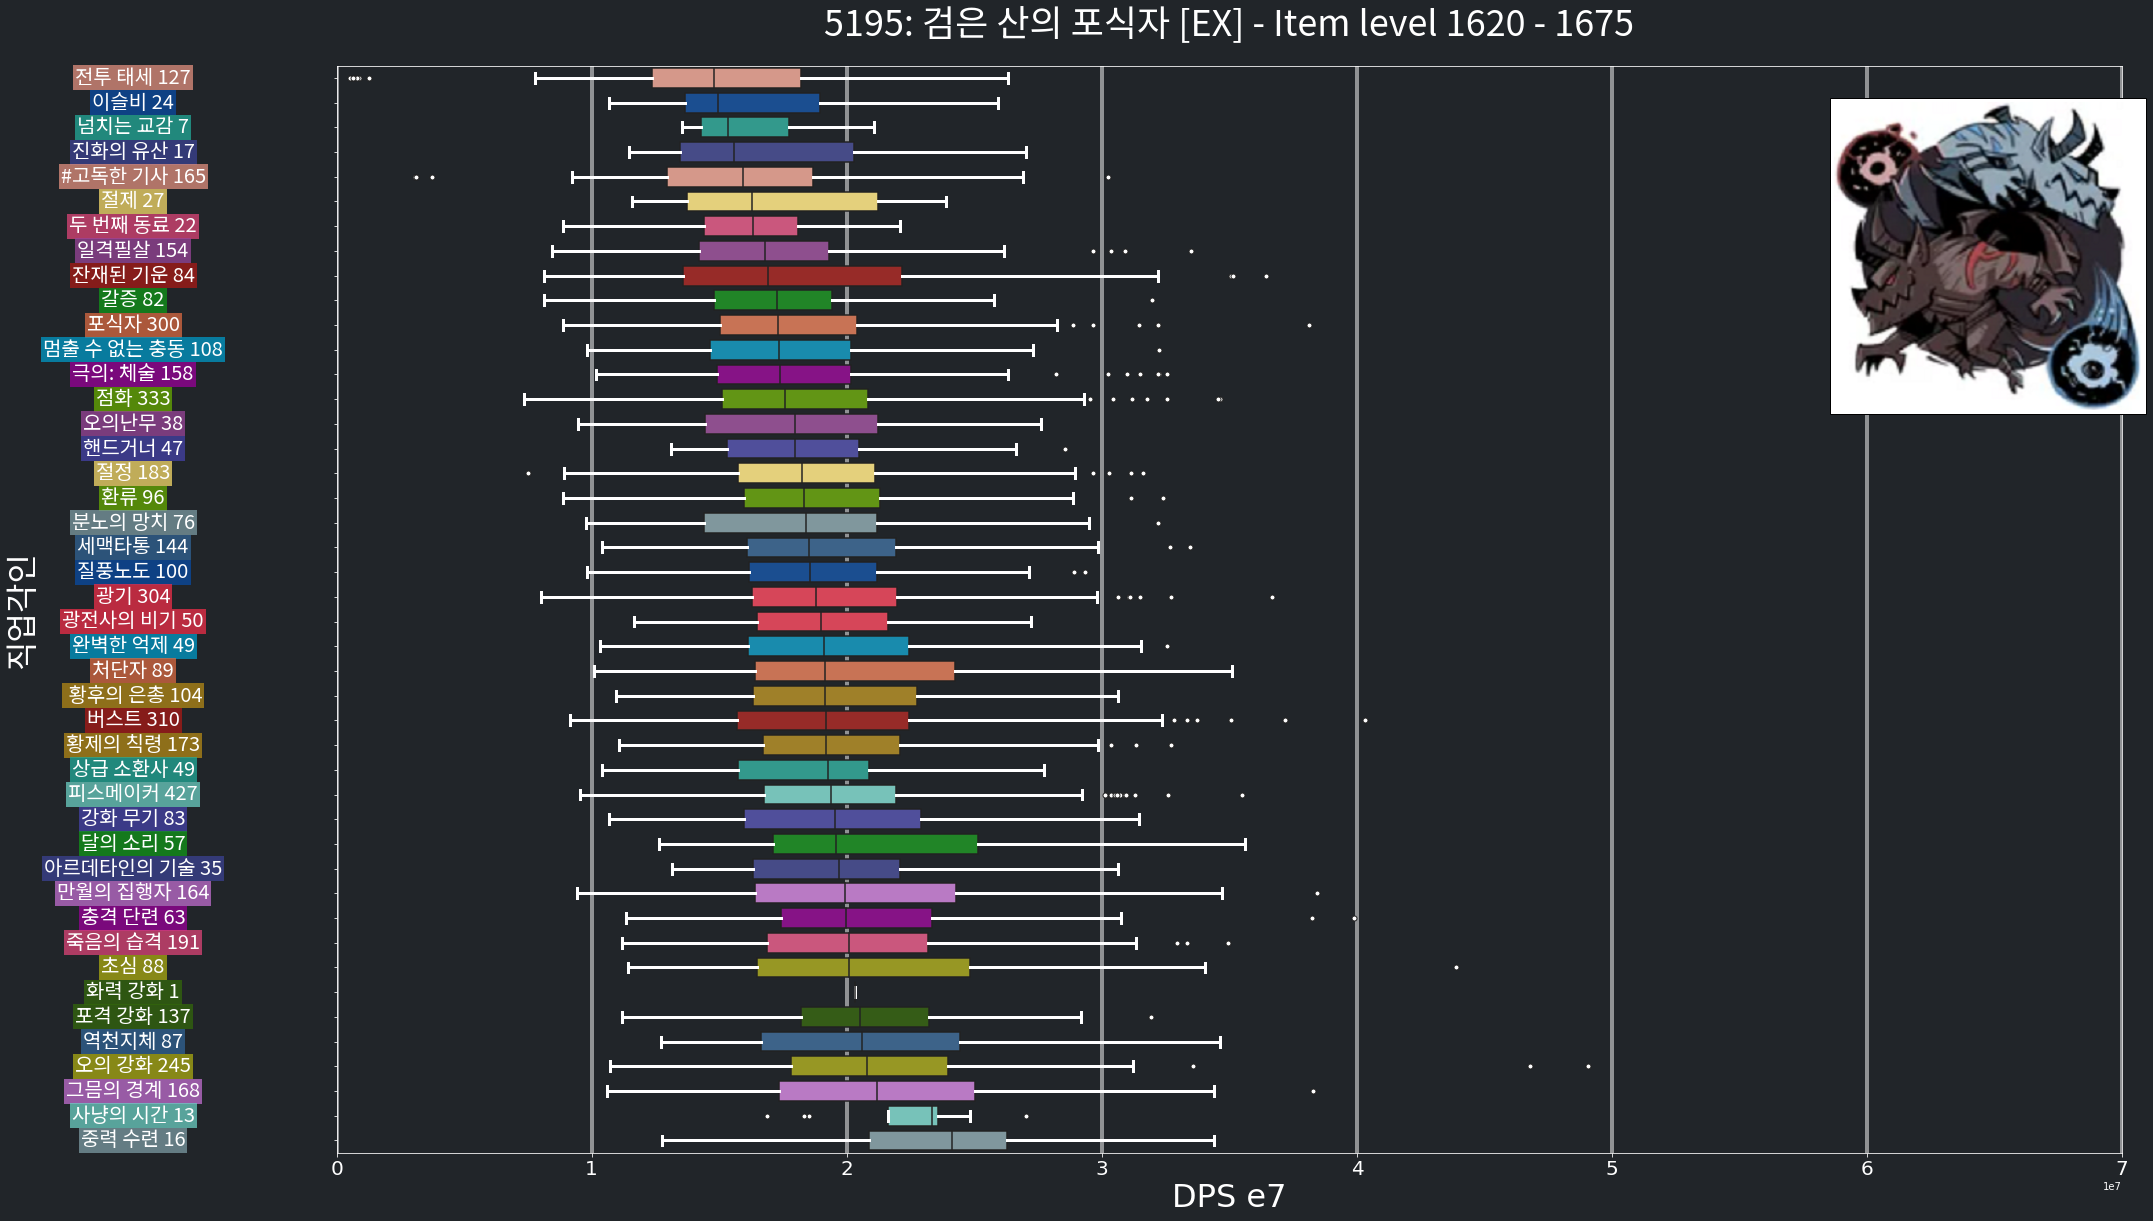 5195: 검은 산의 포식자 [EX] - Item level 1620 - 1675
직업각인
전투 태세 127
이슬비 24
넘치는 교감 7
진화의 유산 17
#고독한 기사 165
절제 27
두 번째 동료 22
일격필살 154
잔재된 기운 84
갈증 82
포식자 300
멈출 수 없는 충동 108
극의: 체술 158
점화 333
오의난무 38
핸드거너 47
절정 183
환류 96
분노의 망치 76
세맥타통 144
질풍노도 100
광기 304
광전사의 비기 50
완벽한 억제 49
처단자 89
황후의 은총 104
버스트 310
황제의 칙령 173
상급 소환사 49
피스메이커 427
강화 무기 83
달의 소리 57
아르데타인의 기술 35
만월의 집행자 164
충격 단련 63
죽음의 습격 191
초심 88
화력 강화 1
포격 강화 137
역천지체 87
오의 강화 245
그믐의 경계 168
사냥의 시간 13
중력 수련 16
0 1 2 3 4 5 6 7
1e7
DPS e7